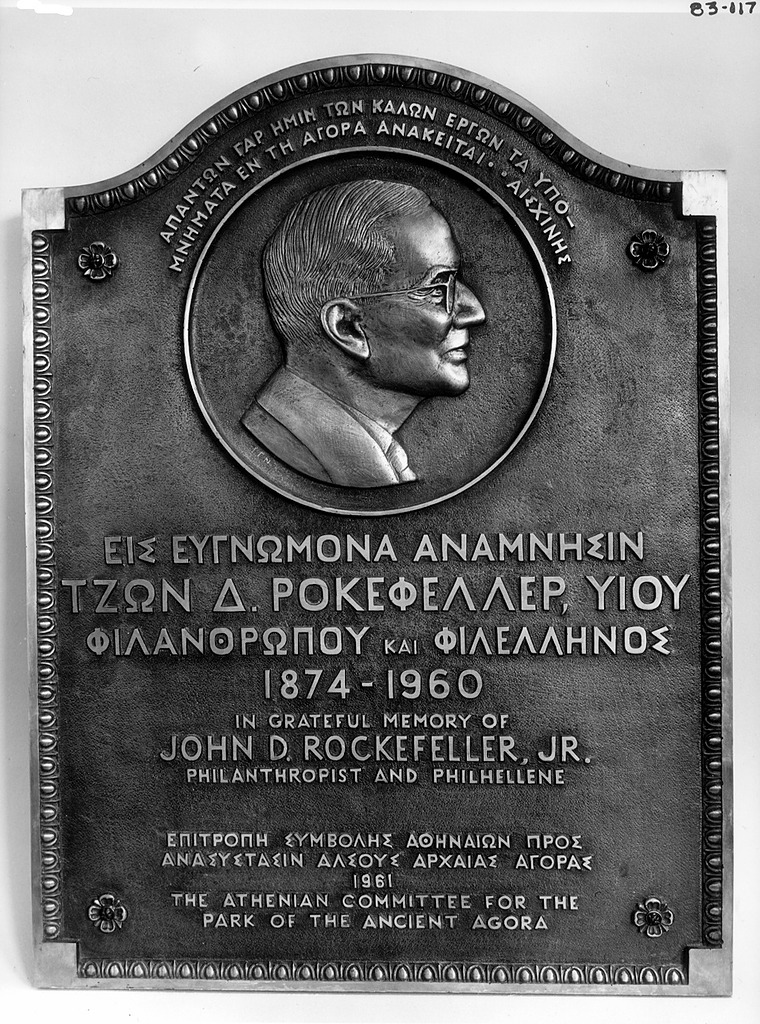 83-117
ΑΠΑΝΤΩΝ ΓΑΡ ΗΜΙΝ ΤΩΝ ΚΑΛΩΝ ΕΡΓΩΝ ΤΑ ΥΠΟ-
ΜΝΗΜΑΤΑ ΕΝ ΤΗ ΑΓΟΡΑ ΑΝΑΚΕΙΤΑΙ·· ΑΙΣΧΙΝΗΣ
ΕΙΣ ΕΥΓΝΩΜΟΝΑ ΑΝΑΜΝΗΣΙΝ
ΤΖΩΝ Δ. ΡΟΚΕΦΕΛΛΕΡ, ΥΙΟΥ
ΦΙΛΑΝΘΡΩΠΟΥ ΚΑΙ ΦΙΛΕΛΛΗΝΟΣ
1874-1960
IN GRATEFUL MEMORY OF
JOHN D. ROCKEFELLER, JR.
PHILANTHROPIST AND PHILHELLENE
ΕΠΙΤΡΟΠΗ ΣΥΜΒΟΛΗΣ ΑΘΗΝΑΙΩΝ ΠΡΟΣ
ΑΝΑΣΥΣΤΑΣΙΝ ΑΛΣΟΥΣ ΑΡΧΑΙΑΣ ΑΓΟΡΑΣ
1961
THE ATHENIAN COMMITTEE FOR THE
PARK OF THE ANCIENT AGORA